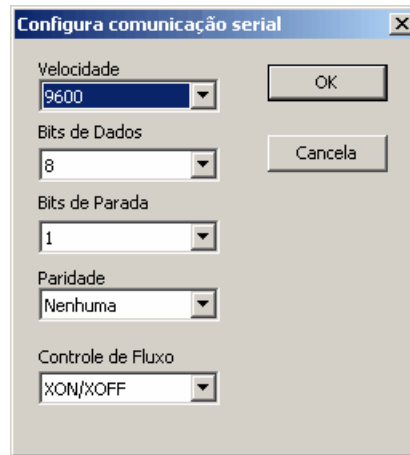 Configura comunicação serial
Velocidade
9600
OK
Bits de Dados
8
Cancela
Bits de Parada
1
Paridade
Nenhuma
Controle de Fluxo
XON/XOFF